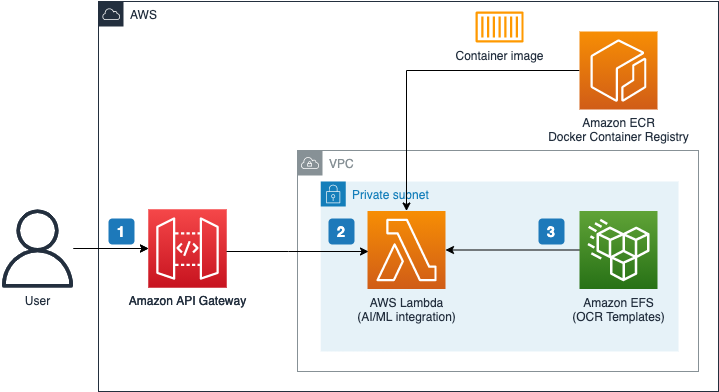 AWS
Container image
Amazon ECR
Docker Container Registry
VPC
Private subnet
1
2
3
</>
User
Amazon API Gateway
AWS Lambda
(AI/ML integration)
Amazon EFS
(OCR Templates)